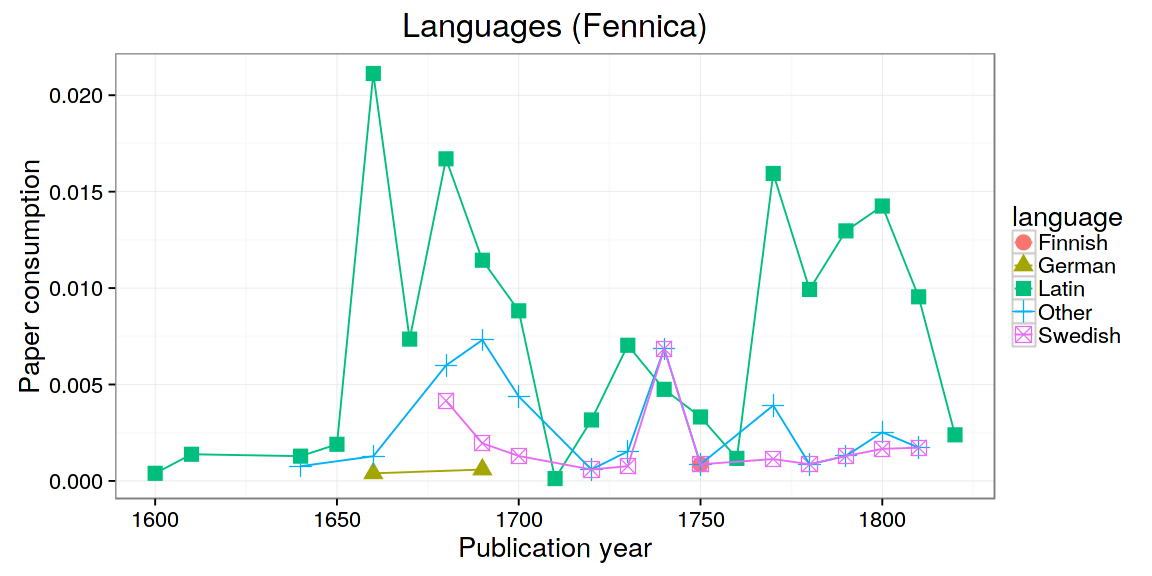 Languages (Fennica)
Paper consumption
0.020
0.015
0.010
0.005
0.000
1600 1650 1700 1750 1800
Publication year
language
Finnish
German
Latin
Other
Swedish